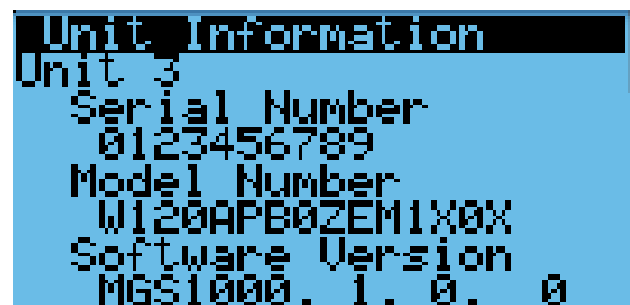 Unit Information
Unit 3
Serial Number
0123456789
Model Number
W120APB0ZEM1X0X
Software Version
MGS1000. 1. 0. 0